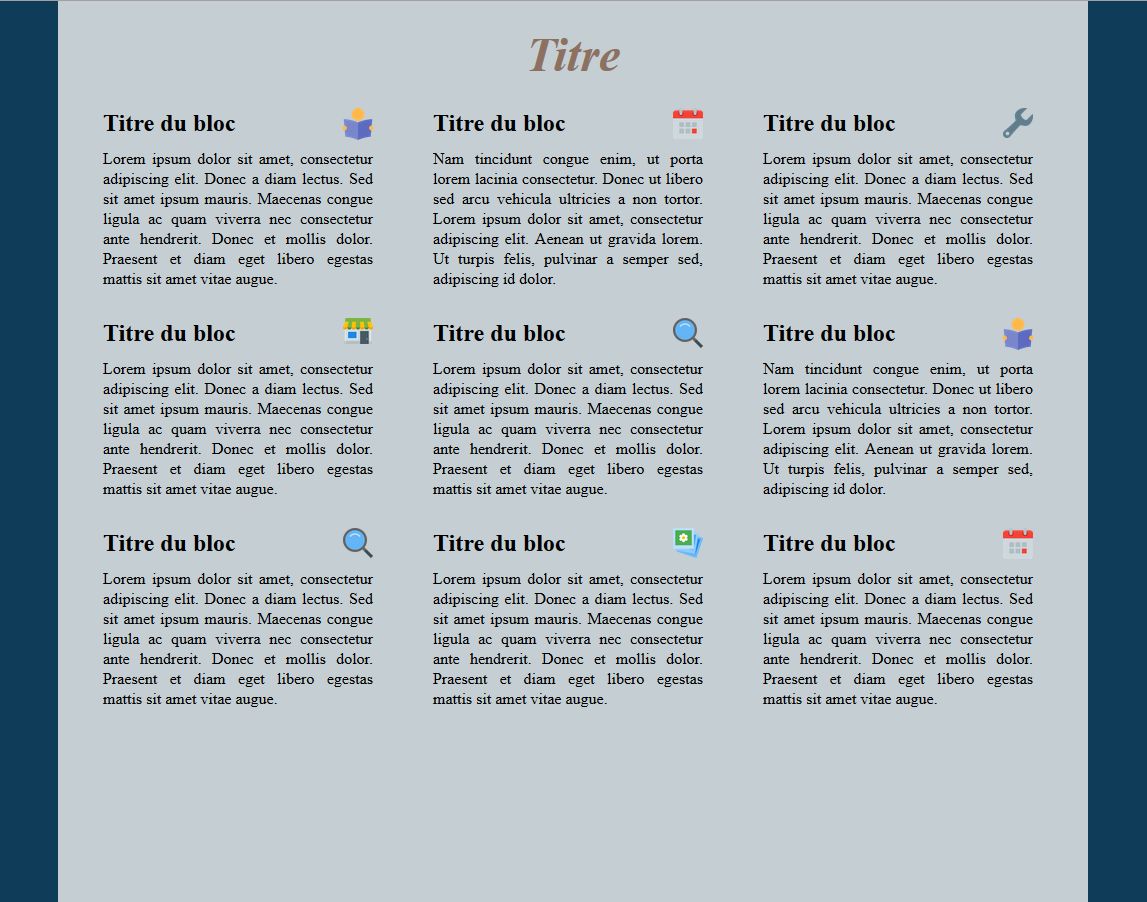 Titre
Titre du bloc
Lorem ipsum dolor sit amet, consectetur
adipiscing elit. Donec a diam lectus. Sed
sit amet ipsum mauris. Maecenas congue
ligula ac quam viverra nec consectetur
ante hendrerit. Donec et mollis dolor.
Praesent et diam eget libero egestas
mattis sit amet vitae augue.
Titre du bloc
Nam tincidunt congue enim, ut porta
lorem lacinia consectetur. Donec ut libero
sed arcu vehicula ultricies a non tortor.
Lorem ipsum dolor sit amet, consectetur
adipiscing elit. Aenean ut gravida lorem.
Ut turpis felis, pulvinar a semper sed,
adipiscing id dolor.
Titre du bloc
Lorem ipsum dolor sit amet, consectetur
adipiscing elit. Donec a diam lectus. Sed
sit amet ipsum mauris. Maecenas congue
ligula ac quam viverra nec consectetur
ante hendrerit. Donec et mollis dolor.
Praesent et diam eget libero egestas
mattis sit amet vitae augue.
Titre du bloc
Lorem ipsum dolor sit amet, consectetur
adipiscing elit. Donec a diam lectus. Sed
sit amet ipsum mauris. Maecenas congue
ligula ac quam viverra nec consectetur
ante hendrerit. Donec et mollis dolor.
Praesent et diam eget libero egestas
mattis sit amet vitae augue.
Titre du bloc
Lorem ipsum dolor sit amet, consectetur
adipiscing elit. Donec a diam lectus. Sed
sit amet ipsum mauris. Maecenas congue
ligula ac quam viverra nec consectetur
ante hendrerit. Donec et mollis dolor.
Praesent et diam eget libero egestas
mattis sit amet vitae augue.
Titre du bloc
Nam tincidunt congue enim, ut porta
lorem lacinia consectetur. Donec ut libero
sed arcu vehicula ultricies a non tortor.
Lorem ipsum dolor sit amet, consectetur
adipiscing elit. Aenean ut gravida lorem.
Ut turpis felis, pulvinar a semper sed,
adipiscing id dolor.
Titre du bloc
Lorem ipsum dolor sit amet, consectetur
adipiscing elit. Donec a diam lectus. Sed
sit amet ipsum mauris. Maecenas congue
ligula ac quam viverra nec consectetur
ante hendrerit. Donec et mollis dolor.
Praesent et diam eget libero egestas
mattis sit amet vitae augue.
Titre du bloc
Lorem ipsum dolor sit amet, consectetur
adipiscing elit. Donec a diam lectus. Sed
sit amet ipsum mauris. Maecenas congue
ligula ac quam viverra nec consectetur
ante hendrerit. Donec et mollis dolor.
Praesent et diam eget libero egestas
mattis sit amet vitae augue.
Titre du bloc
Lorem ipsum dolor sit amet, consectetur
adipiscing elit. Donec a diam lectus. Sed
sit amet ipsum mauris. Maecenas congue
ligula ac quam viverra nec consectetur
ante hendrerit. Donec et mollis dolor.
Praesent et diam eget libero egestas
mattis sit amet vitae augue.